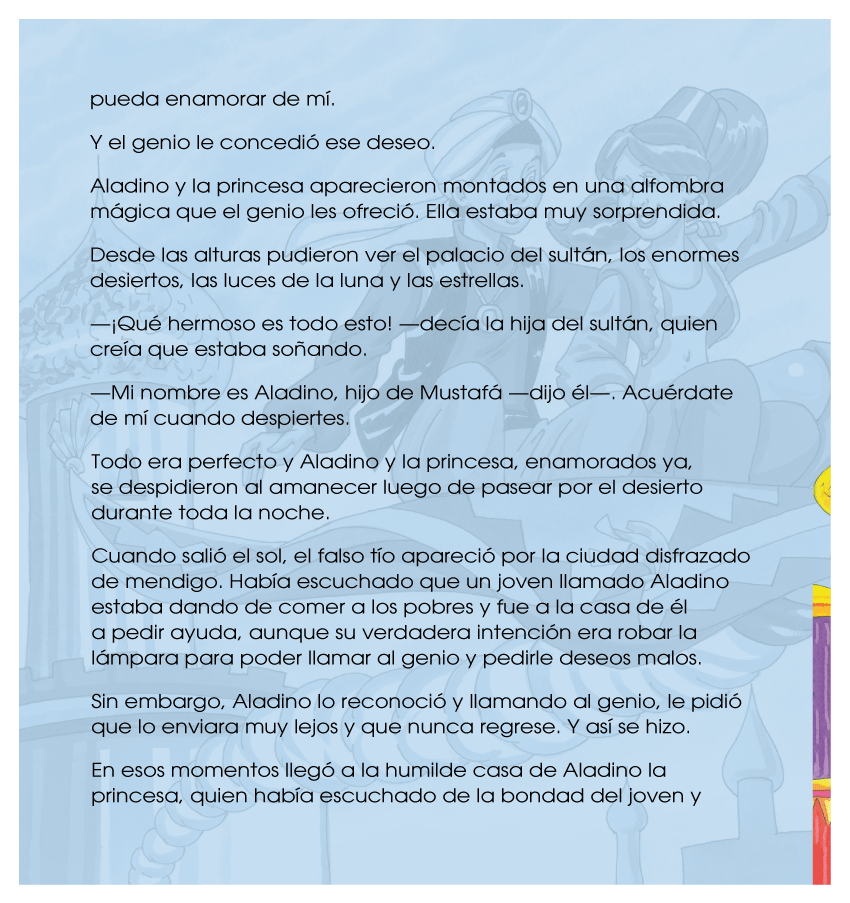 pueda enamorar de mí.
Y el genio le concedió ese deseo.
Aladino y la princesa aparecieron montados en una alfombra
mágica que el genio les ofreció. Ella estaba muy sorprendida.
Desde las alturas pudieron ver el palacio del sultán, los enormes
desiertos, las luces de la luna y las estrellas.
—¡Qué hermoso es todo esto! —decía la hija del sultán, quien
creía que estaba soñando.
—Mi nombre es Aladino, hijo de Mustafá —dijo él—. Acuérdate
de mí cuando despiertes.
Todo era perfecto y Aladino y la princesa, enamorados ya,
se despidieron al amanecer luego de pasear por el desierto
durante toda la noche.
Cuando salió el sol, el falso tío apareció por la ciudad disfrazado
de mendigo. Había escuchado que un joven llamado Aladino
estaba dando de comer a los pobres y fue a la casa de él
a pedir ayuda, aunque su verdadera intención era robar la
lámpara para poder llamar al genio y pedirle deseos malos.
Sin embargo, Aladino lo reconoció y llamando al genio, le pidió
que lo enviara muy lejos y que nunca regrese. Y así se hizo.
En esos momentos llegó a la humilde casa de Aladino la
princesa, quien había escuchado de la bondad del joven y